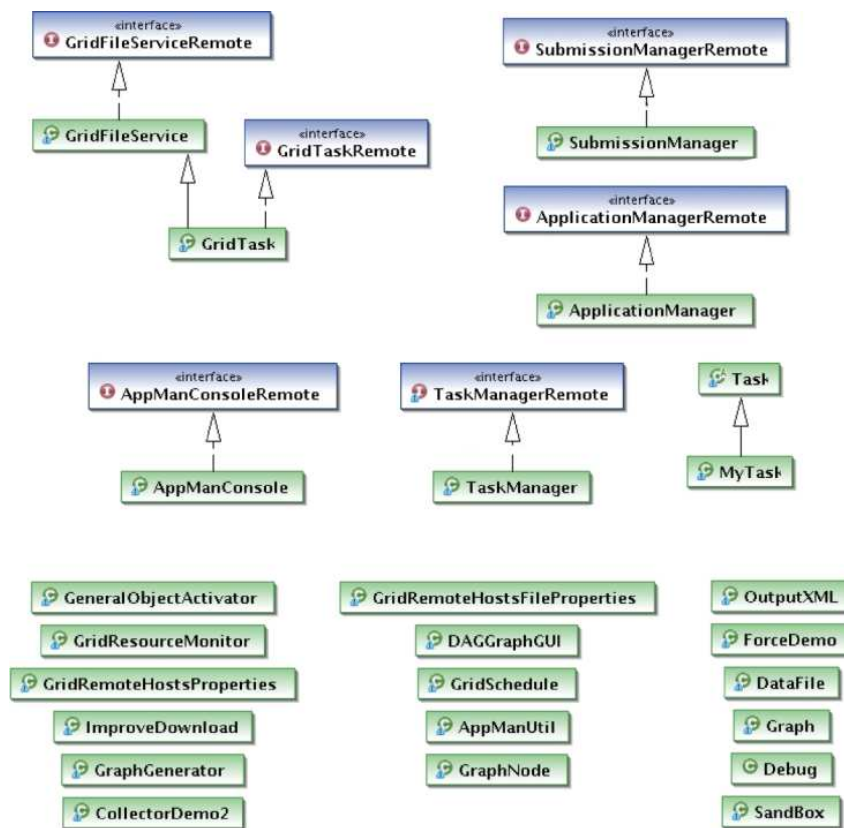 «interface»
GridFileServiceRemote
«interface»
SubmissionManagerRemote
GridFileService
«interface»
GridTaskRemote
SubmissionManager
«interface»
ApplicationManagerRemote
GridTask
ApplicationManager
«interface»
AppManConsoleRemote
«interface»
TaskManagerRemote
Task
AppManConsole
TaskManager
MyTask
GeneralObjectActivator
GridRemoteHostsFileProperties
OutputXML
GridResourceMonitor
DAGGraphGUI
ForceDemo
GridRemoteHostsProperties
GridSchedule
DataFile
ImproveDownload
AppManUtil
Graph
GraphGenerator
GraphNode
Debug
CollectorDemo2
SandBox